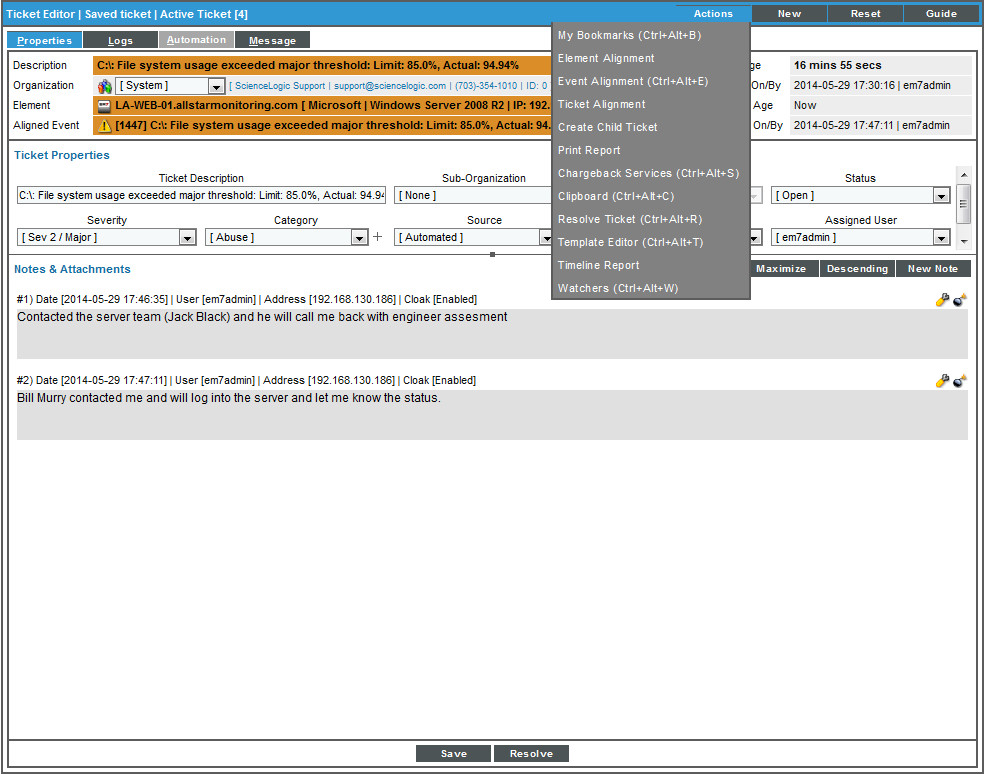 Ticket Editor | Saved ticket | Active Ticket [4]
Actions
New
Reset
Guide
Properties
Logs
Automation
Message
My Bookmarks (Ctrl+Alt+B)
Element Alignment
Event Alignment (Ctrl+Alt+E)
Ticket Alignment
Create Child Ticket
Print Report
Chargeback Services (Ctrl+Alt+S)
Clipboard (Ctrl+Alt+C)
Resolve Ticket (Ctrl+Alt+R)
Template Editor (Ctrl+Alt+T)
Timeline Report
Watchers (Ctrl+Alt+W)
Description
C:\: File system usage exceeded major threshold: Limit: 85.0%, Actual: 94.94%
ge
16 mins 55 secs
Organization
[ System ]
[ ScienceLogic Support | support@sciencelogic.com | (703)-354-1010 | ID: 0
On/By
2014-05-29 17:30:16 | em7admin
Element
LA-WEB-01.allstarmonitoring.com [ Microsoft | Windows Server 2008 R2 | IP: 192.
Age
Now
Aligned Event
[1447] C:\: File system usage exceeded major threshold: Limit: 85.0%, Actual: 94.
On/By
2014-05-29 17:47:11 | em7admin
Ticket Properties
Ticket Description
Sub-Organization
Status
C:\: File system usage exceeded major threshold: Limit: 85.0%, Actual: 94.94
[ None ]
[ Open ]
Severity
Category
Source
Assigned User
[ Sev 2 / Major ]
[ Abuse ]
[ Automated ]
[ em7admin ]
Notes & Attachments
Maximize
Descending
New Note
#1) Date [2014-05-29 17:46:35] | User [em7admin] | Address [192.168.130.186] | Cloak [Enabled]
Contacted the server team (Jack Black) and he will call me back with engineer assesment
#2) Date [2014-05-29 17:47:11] | User [em7admin] | Address [192.168.130.186] | Cloak [Enabled]
Bill Murry contacted me and will log into the server and let me know the status.
Save
Resolve